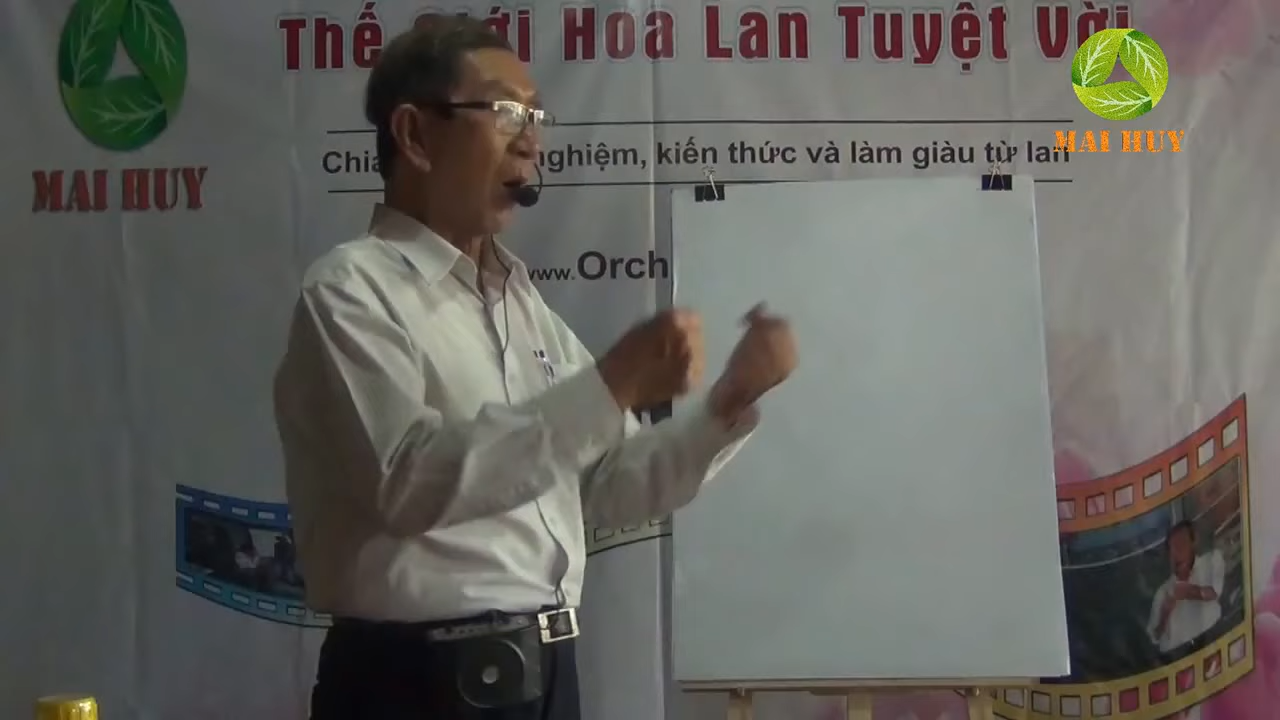 Thế Giới Hoa Lan Tuyệt Vời
MAI HUY
MAI HUY
Chia nghiệm, kiến thức và làm giàu từ lan
www.Orch